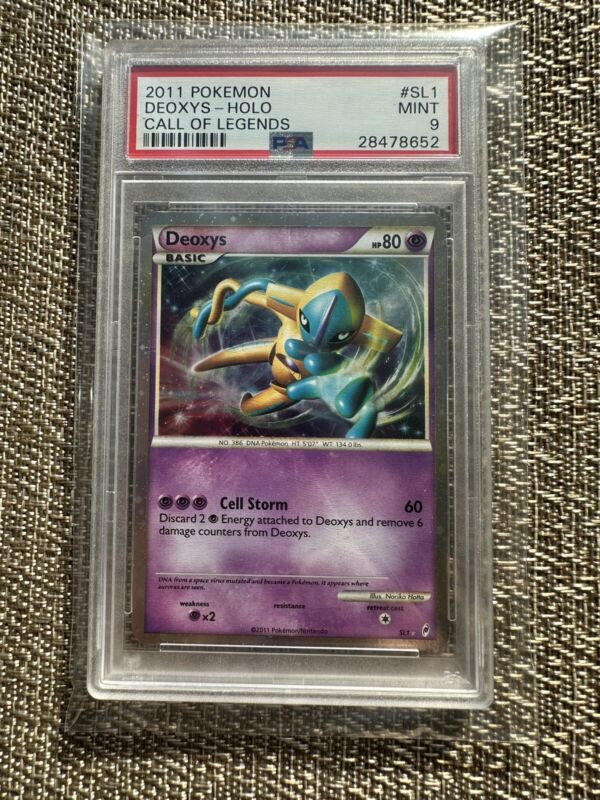 2011 POKEMON #SL1
DEOXYS - HOLO MINT
CALL OF LEGENDS 9
PSA 28478652
Deoxys HP 80
BASIC
NO. 386 DNA Pokémon HT. 5'07" WT. 134.0 lbs.
Cell Storm 60
Discard 2 Energy attached to Deoxys and remove 6
damage counters from Deoxys.
DNA from a space virus mutated and became a Pokémon. It appears where
auroras are seen.
Illus. Noriko Hotta
weakness resistance retreat cost
×2
©2011 Pokémon/Nintendo SL1